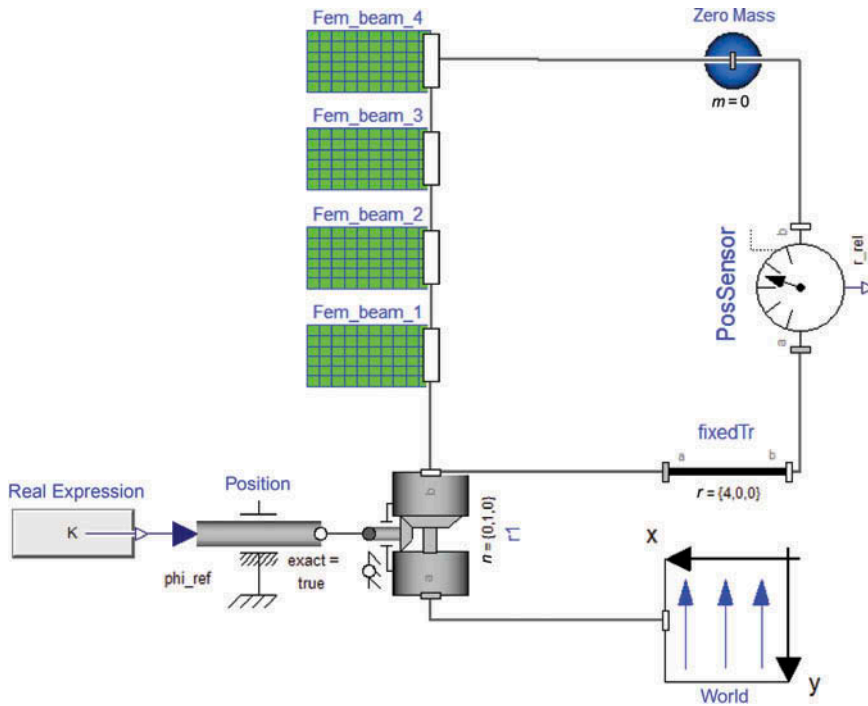 Fem_beam_4
Zero Mass
m = 0
Fem_beam_3
Fem_beam_2
b
PosSensor
r_rel
a
Fem_beam_1
fixedTr
a b
r = {4,0,0}
Real Expression
Position
b
K
n = {0,1,0}
r1
phi_ref
exact =
true
a
x
y
World